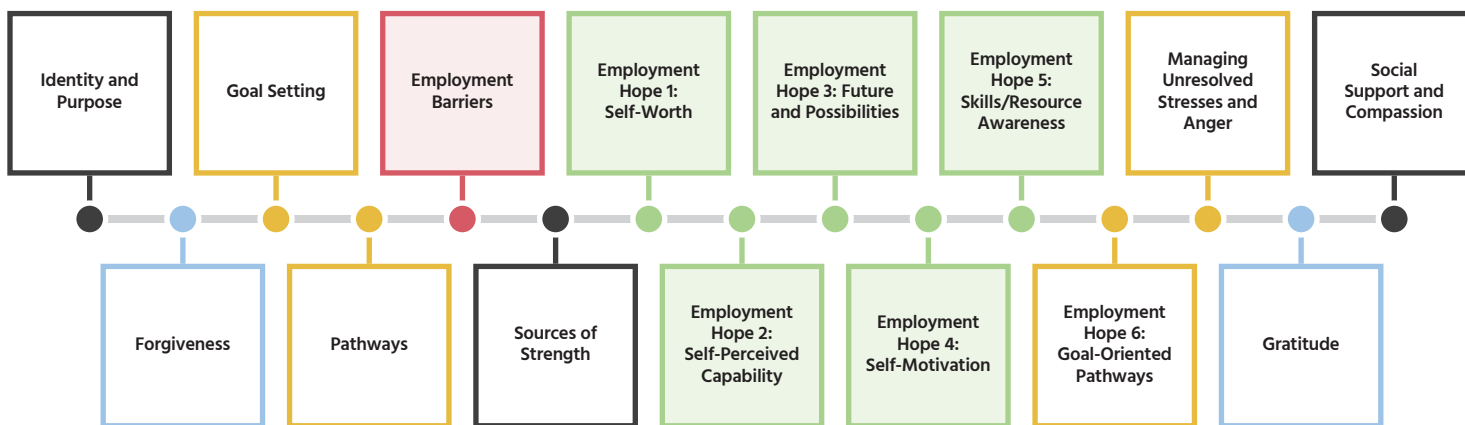 Identity and
Purpose
Goal Setting
Employment
Barriers
Employment
Hope 1:
Self-Worth
Employment
Hope 3: Future
and Possibilities
Employment
Hope 5:
Skills/Resource
Awareness
Managing
Unresolved
Stresses and
Anger
Social
Support and
Compassion
Forgiveness
Pathways
Sources of
Strength
Employment
Hope 2:
Self-Perceived
Capability
Employment
Hope 4:
Self-Motivation
Employment
Hope 6:
Goal-Oriented
Pathways
Gratitude